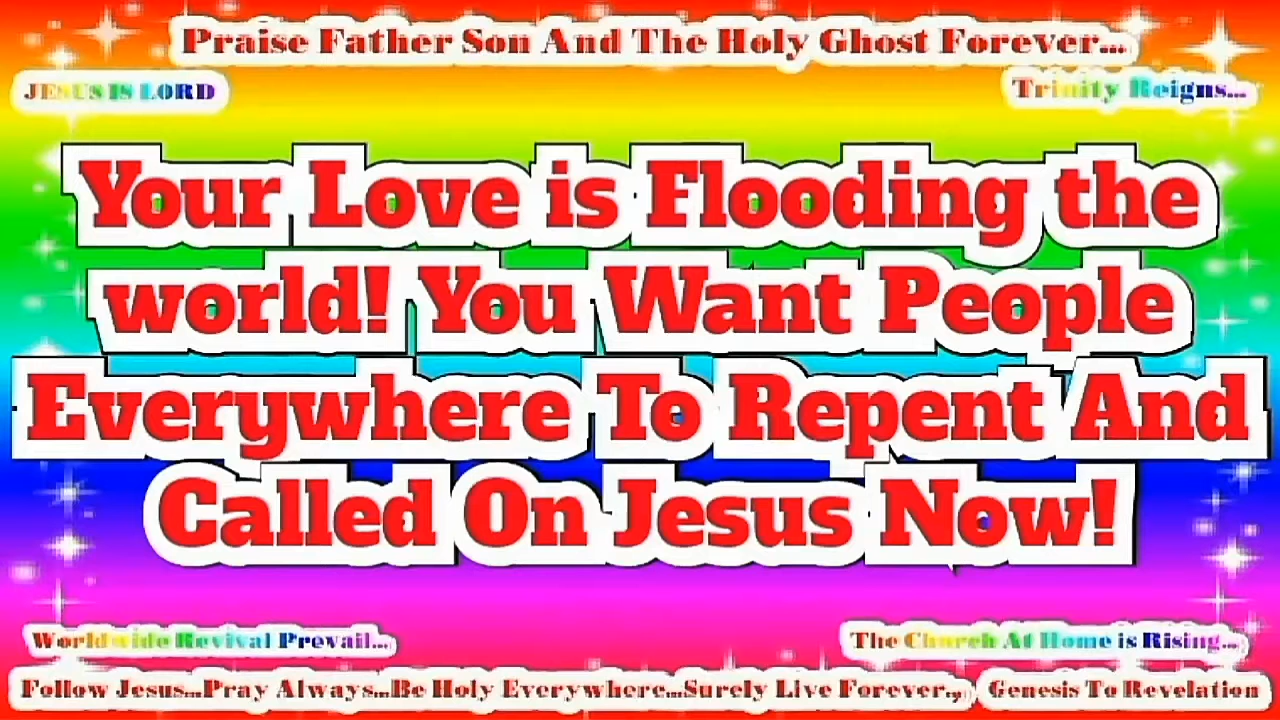 Praise Father Son And The Holy Ghost Forever...
JESUS IS LORD
Trinity Reigns...
Your Love is Flooding the
world! You Want People
Everywhere To Repent And
Called On Jesus Now!
Worldwide Revival Prevail...
The Church At Home is Rising...
Follow Jesus...Pray Always...Be Holy Everywhere...Surely Live Forever.,,
Genesis To Revelation